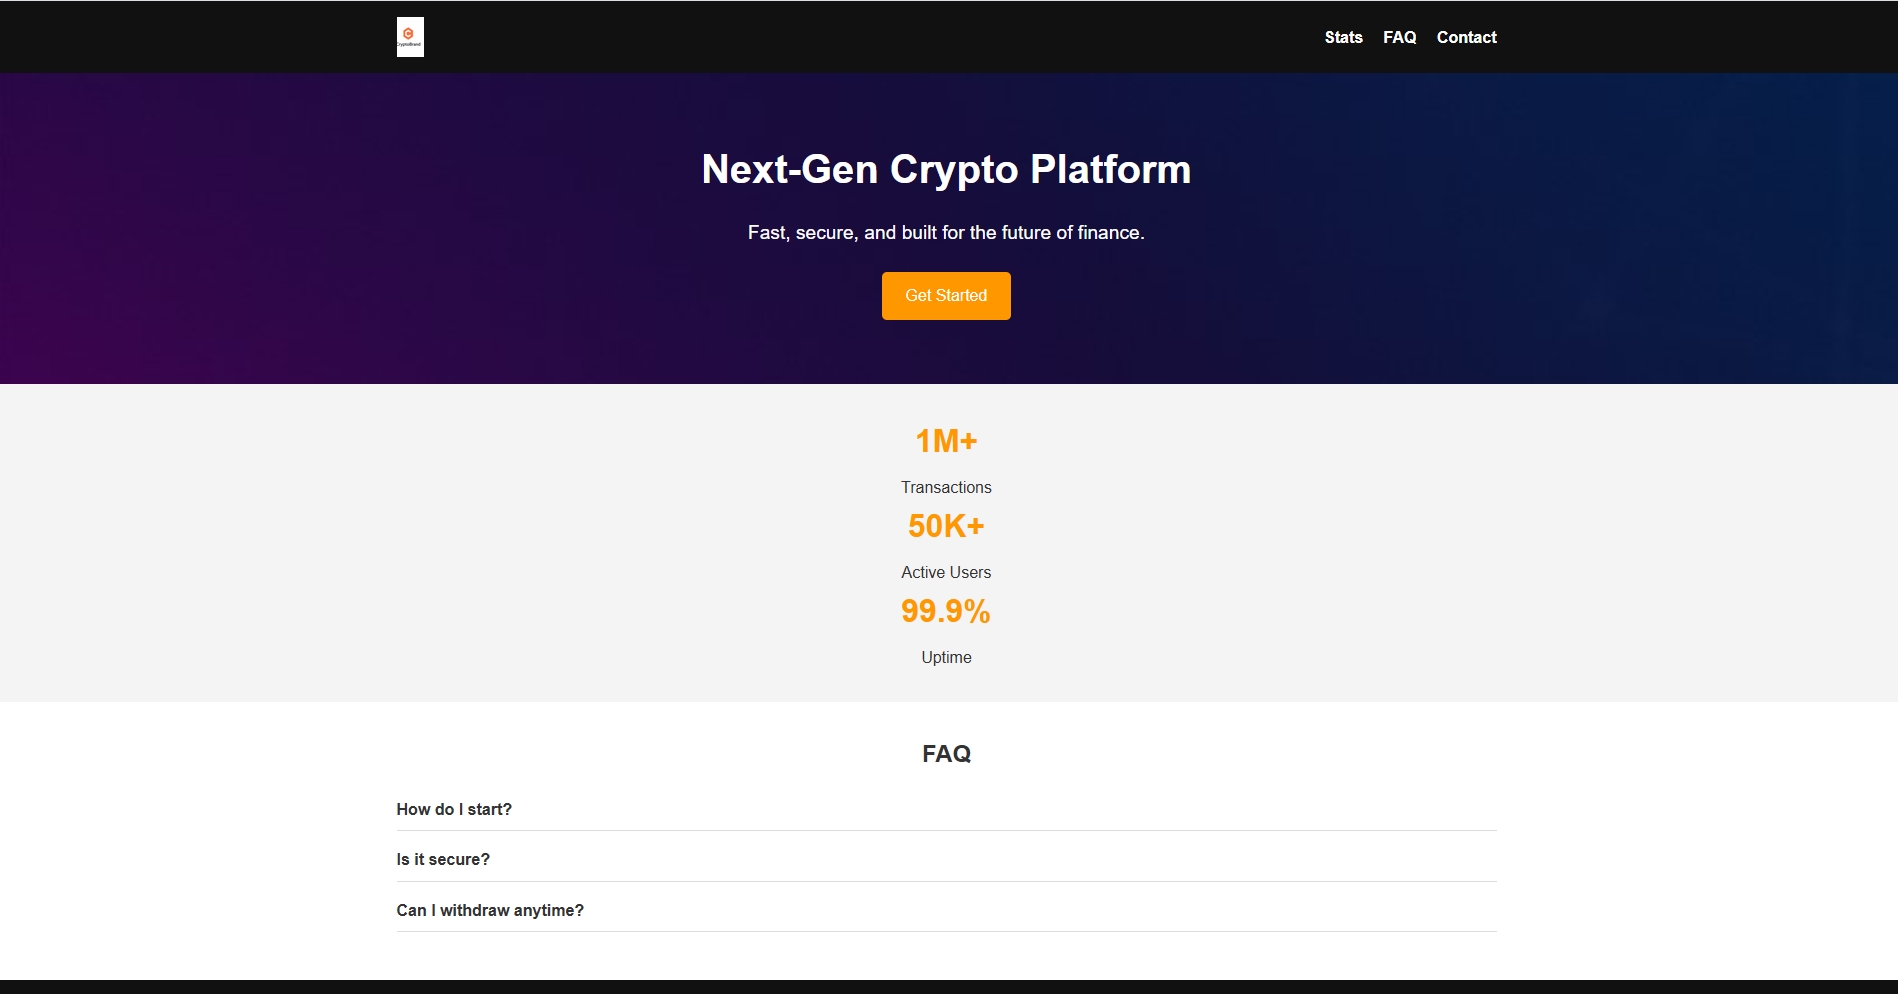 CryptoBrand
Stats FAQ Contact
Next-Gen Crypto Platform
Fast, secure, and built for the future of finance.
Get Started
1M+
Transactions
50K+
Active Users
99.9%
Uptime
FAQ
How do I start?
Is it secure?
Can I withdraw anytime?